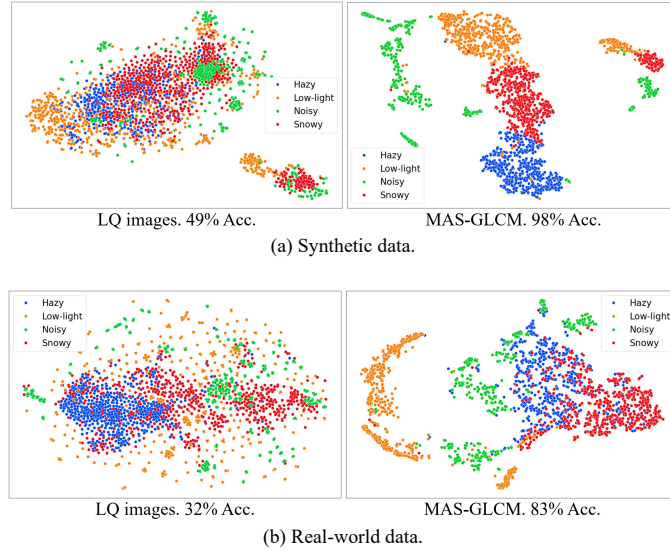 Hazy
Low-light
Noisy
Snowy
Hazy
Low-light
Noisy
Snowy
LQ images. 49% Acc.
MAS-GLCM. 98% Acc.
(a) Synthetic data.
Hazy
Low-light
Noisy
Snowy
Hazy
Low-light
Noisy
Snowy
LQ images. 32% Acc.
MAS-GLCM. 83% Acc.
(b) Real-world data.